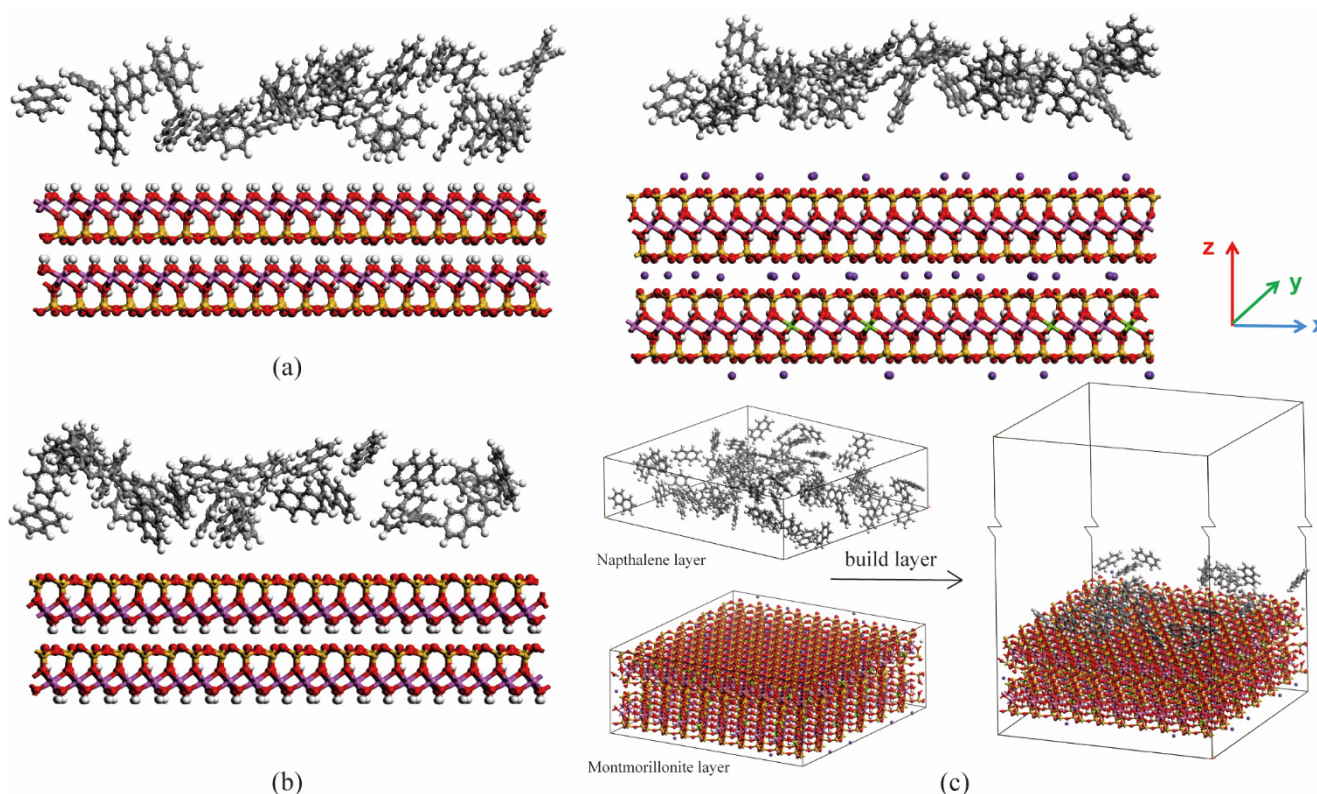 z
y
x
(a)
Napthalene layer
build layer
Montmorillonite layer
(b)
(c)